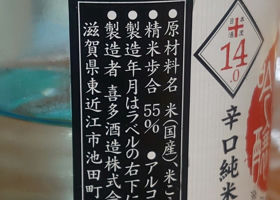 ●原材料名 米(国産)、米こ
●精米歩合 55% ●アルコ
●製造年月はラベルの右下に
●製造者 喜多酒造株式会
滋賀県東近江市池田町
日本酒度
+14.0
辛口純米